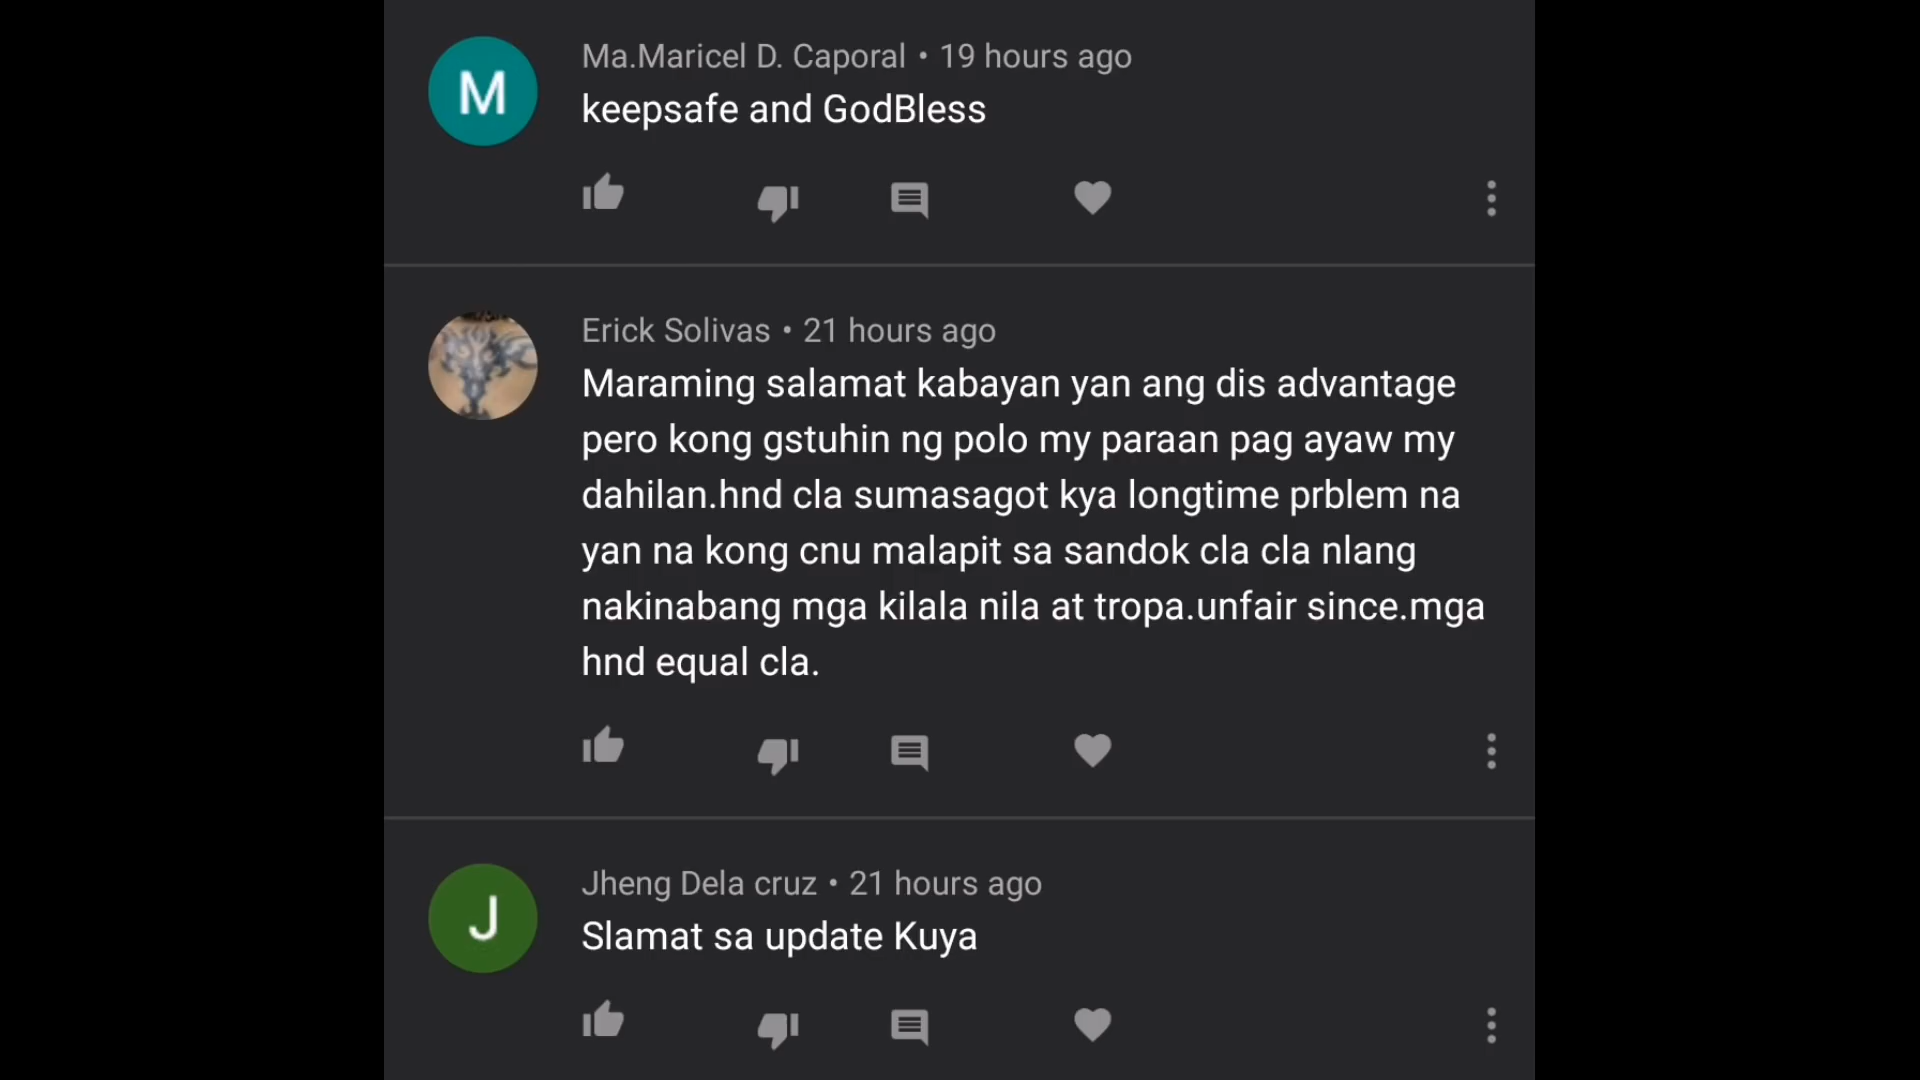 M
Ma.Maricel D. Caporal • 19 hours ago
keepsafe and GodBless
Erick Solivas • 21 hours ago
Maraming salamat kabayan yan ang dis advantage
pero kong gstuhin ng polo my paraan pag ayaw my
dahilan.hnd cla sumasagot kya longtime prblem na
yan na kong cnu malapit sa sandok cla cla nlang
nakinabang mga kilala nila at tropa.unfair since.mga
hnd equal cla.
J
Jheng Dela cruz • 21 hours ago
Slamat sa update Kuya